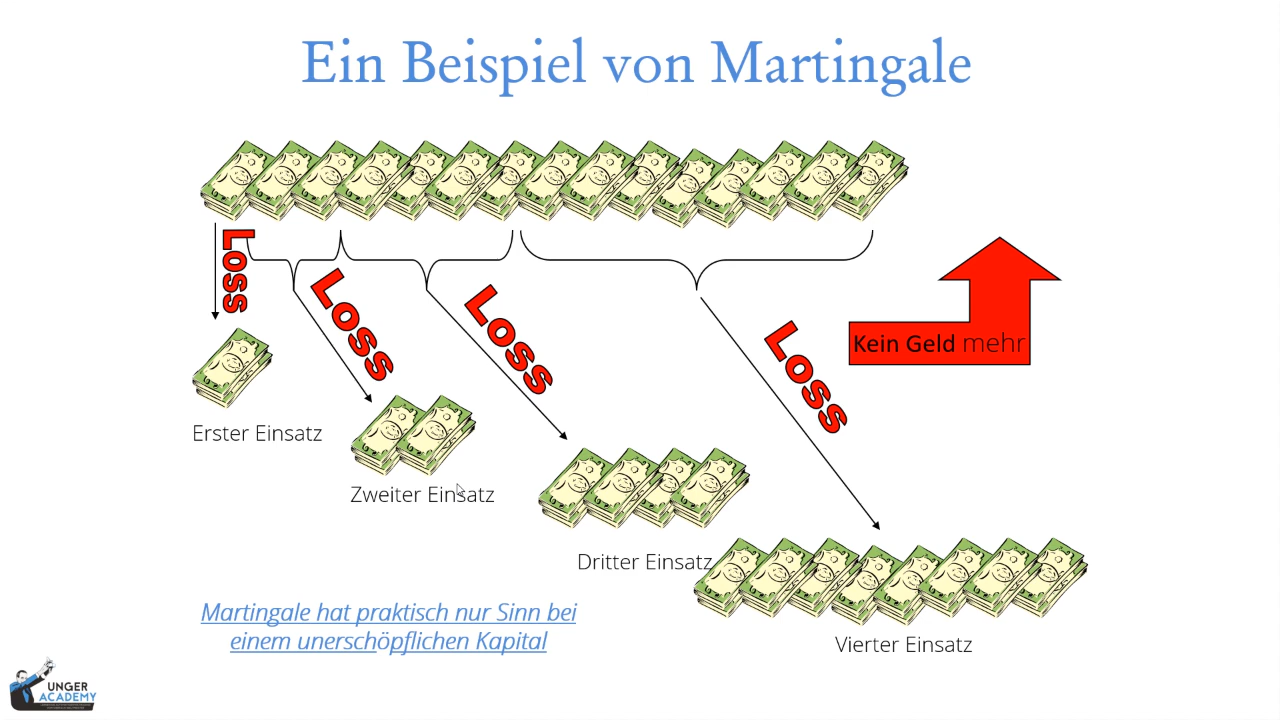 Ein Beispiel von Martingale
Loss
Loss
Loss
Loss
Kein Geld mehr
Erster Einsatz
Zweiter Einsatz
Dritter Einsatz
Vierter Einsatz
Martingale hat praktisch nur Sinn bei
einem unerschöpflichen Kapital
UNGER
ACADEMY